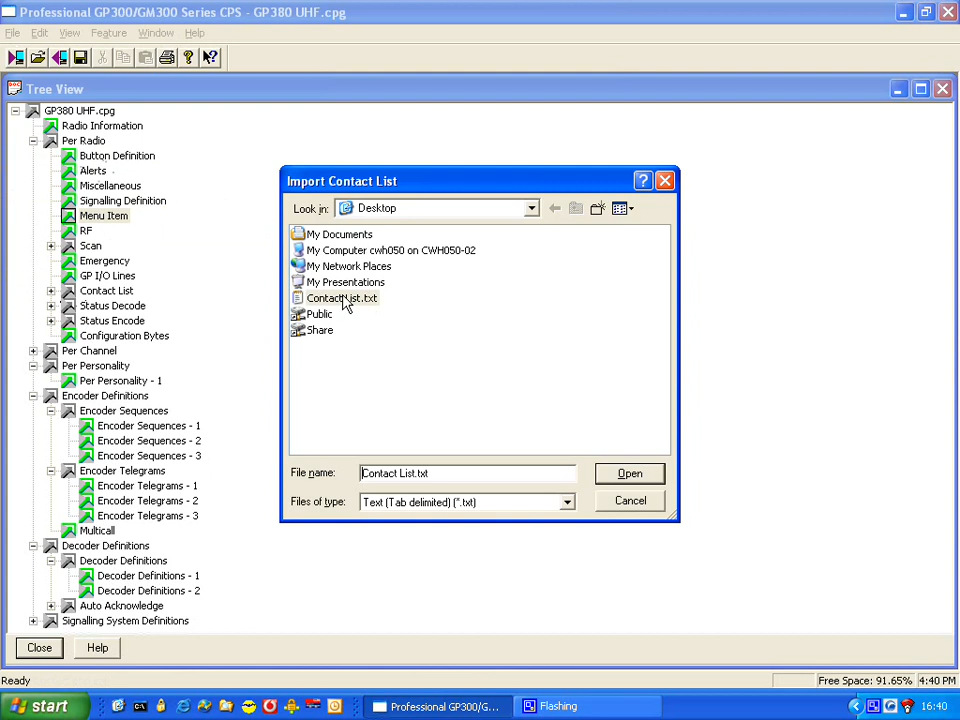 Professional GP300/GM300 Series CPS - GP380 UHF.cpg
File Edit View Feature Window Help
Tree View
GP380 UHF.cpg
Radio Information
Per Radio
Button Definition
Alerts
Miscellaneous
Signalling Definition
Menu Item
RF
Scan
Emergency
GP I/O Lines
Contact List
Status Decode
Status Encode
Configuration Bytes
Per Channel
Per Personality
Per Personality - 1
Encoder Definitions
Encoder Sequences
Encoder Sequences - 1
Encoder Sequences - 2
Encoder Sequences - 3
Encoder Telegrams
Encoder Telegrams - 1
Encoder Telegrams - 2
Encoder Telegrams - 3
Multicall
Decoder Definitions
Decoder Definitions
Decoder Definitions - 1
Decoder Definitions - 2
Auto Acknowledge
Signalling System Definitions
Import Contact List
Look in: Desktop
My Documents
My Computer cwh050 on CWH050-02
My Network Places
My Presentations
Contact List.txt
Public
Share
File name: Contact List.txt Open
Files of type: Text (Tab delimited) (*.txt) Cancel
Close Help
Ready Free Space: 91.65% 4:40 PM
start Professional GP300/G... Flashing 16:40